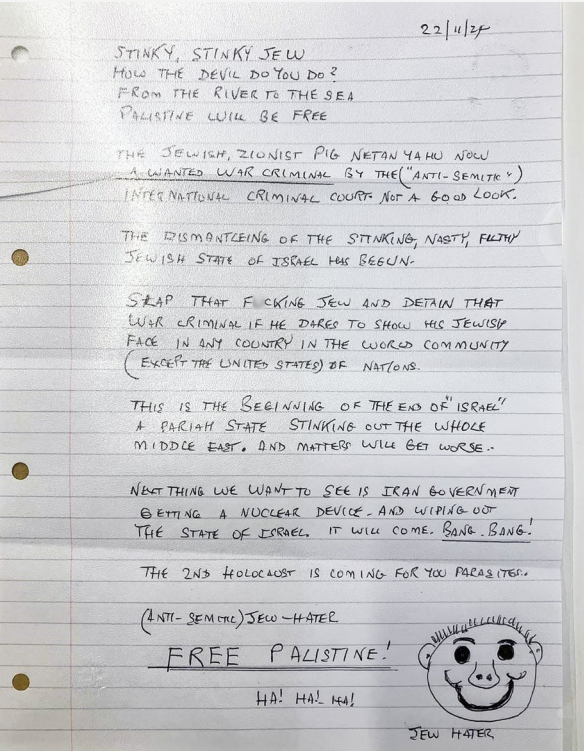 22/11/24
STINKY, STINKY JEW
HOW THE DEVIL DO YOU DO?
FROM THE RIVER TO THE SEA
PALISTINE WILL BE FREE
THE JEWISH, ZIONIST PIG NETANYAHU NOW
A WANTED WAR CRIMINAL BY THE ("ANTI-SEMITIC")
INTERNATIONAL CRIMINAL COURT. NOT A GOOD LOOK.
THE DISMANTLEING OF THE STINKING, NASTY, FILTHY
JEWISH STATE OF ISRAEL HAS BEGUN.
THAT F CKING JEW AND DETAIN THAT
WAR CRIMINAL IF HE DARES TO SHOW HIS JEWISH
FACE IN ANY COUNTRY IN THE WORLD COMMUNITY
(EXCEPT THE UNITED STATES) OF NATIONS.
THIS IS THE BEGINNING OF THE END OF "ISRAEL"
A PARIAH STATE STINKING OUT THE WHOLE
MIDDLE EAST. AND MATTERS WILL GET WORSE..
NEXT THING WE WANT TO SEE IS IRAN GOVERNMENT
GETTING A NUCLEAR DEVICE. AND WIPING OUT
THE STATE OF ISRAEL. IT WILL COME. BANG. BANG!
THE 2ND HOLOCAUST IS COMING FOR YOU PARASITES..
(ANTI-SEMITIC) JEW-HATER
FREE PALISTINE!
HA! HA! HA!
JEW HATER